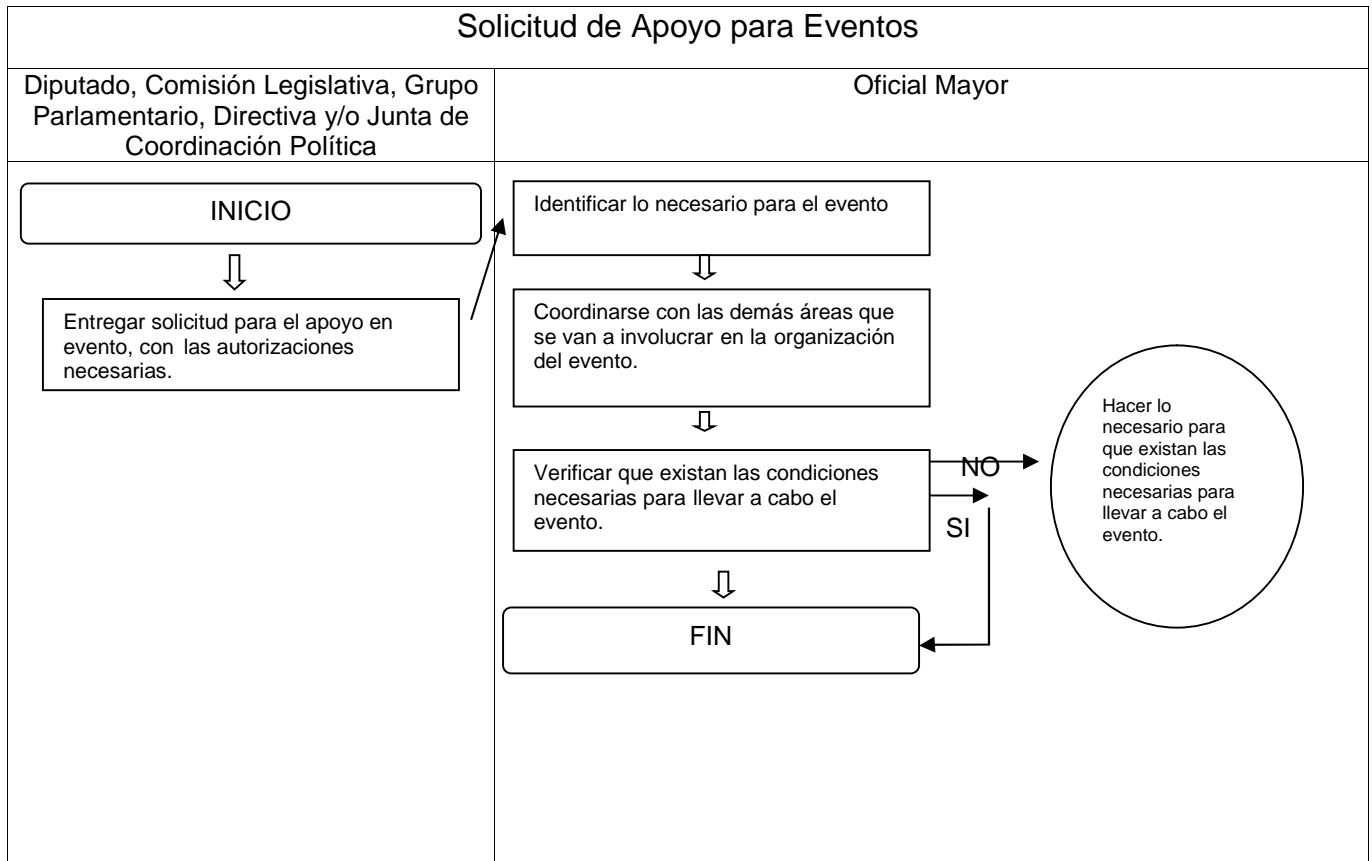 Solicitud de Apoyo para Eventos
Diputado, Comisión Legislativa, Grupo
Parlamentario, Directiva y/o Junta de
Coordinación Política
Oficial Mayor
INICIO
Entregar solicitud para el apoyo en
evento, con las autorizaciones
necesarias.
Identificar lo necesario para el evento
Coordinarse con las demás áreas que
se van a involucrar en la organización
del evento.
Verificar que existan las condiciones
necesarias para llevar a cabo el
evento.
NO
SI
Hacer lo
necesario para
que existan las
condiciones
necesarias para
llevar a cabo el
evento.
FIN